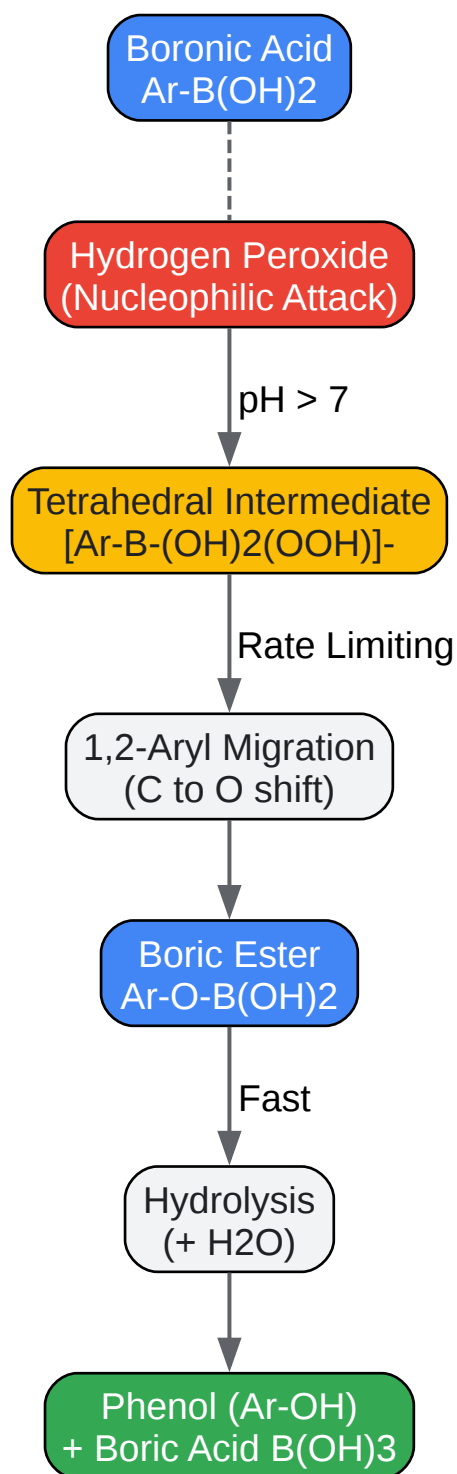 Boronic Acid
Ar-B(OH)2
Hydrogen Peroxide
(Nucleophilic Attack)
pH > 7
Tetrahedral Intermediate
[Ar-B-(OH)2(OOH)]-
Rate Limiting
1,2-Aryl Migration
(C to O shift)
Boric Ester
Ar-O-B(OH)2
Fast
Hydrolysis
(+ H2O)
Phenol (Ar-OH)
+ Boric Acid B(OH)3